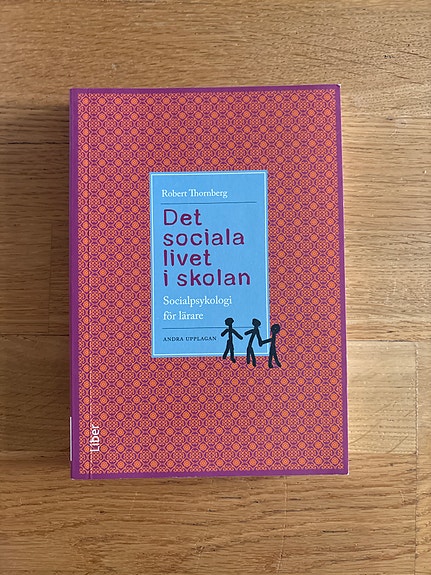 Robert Thornberg
Det
sociala
livet
i skolan
Socialpsykologi
för lärare
ANDRA UPPLAGAN
Liber